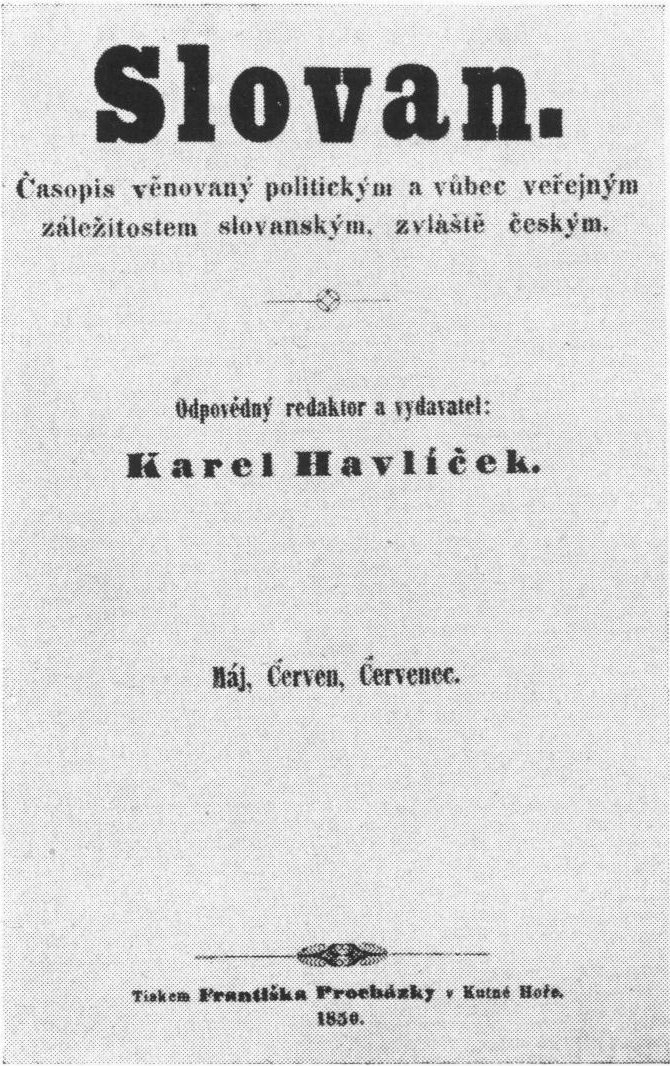 Slovan.
Časopis věnovaný politickým a vůbec veřejným
záležitostem slovanským, zvláště českým.
Odpovědný redaktor a vydavatel:
Karel Havlíček.
Máj, Červen, Červenec.
Tiskem Františka Procházky v Kutné Hoře.
1850.